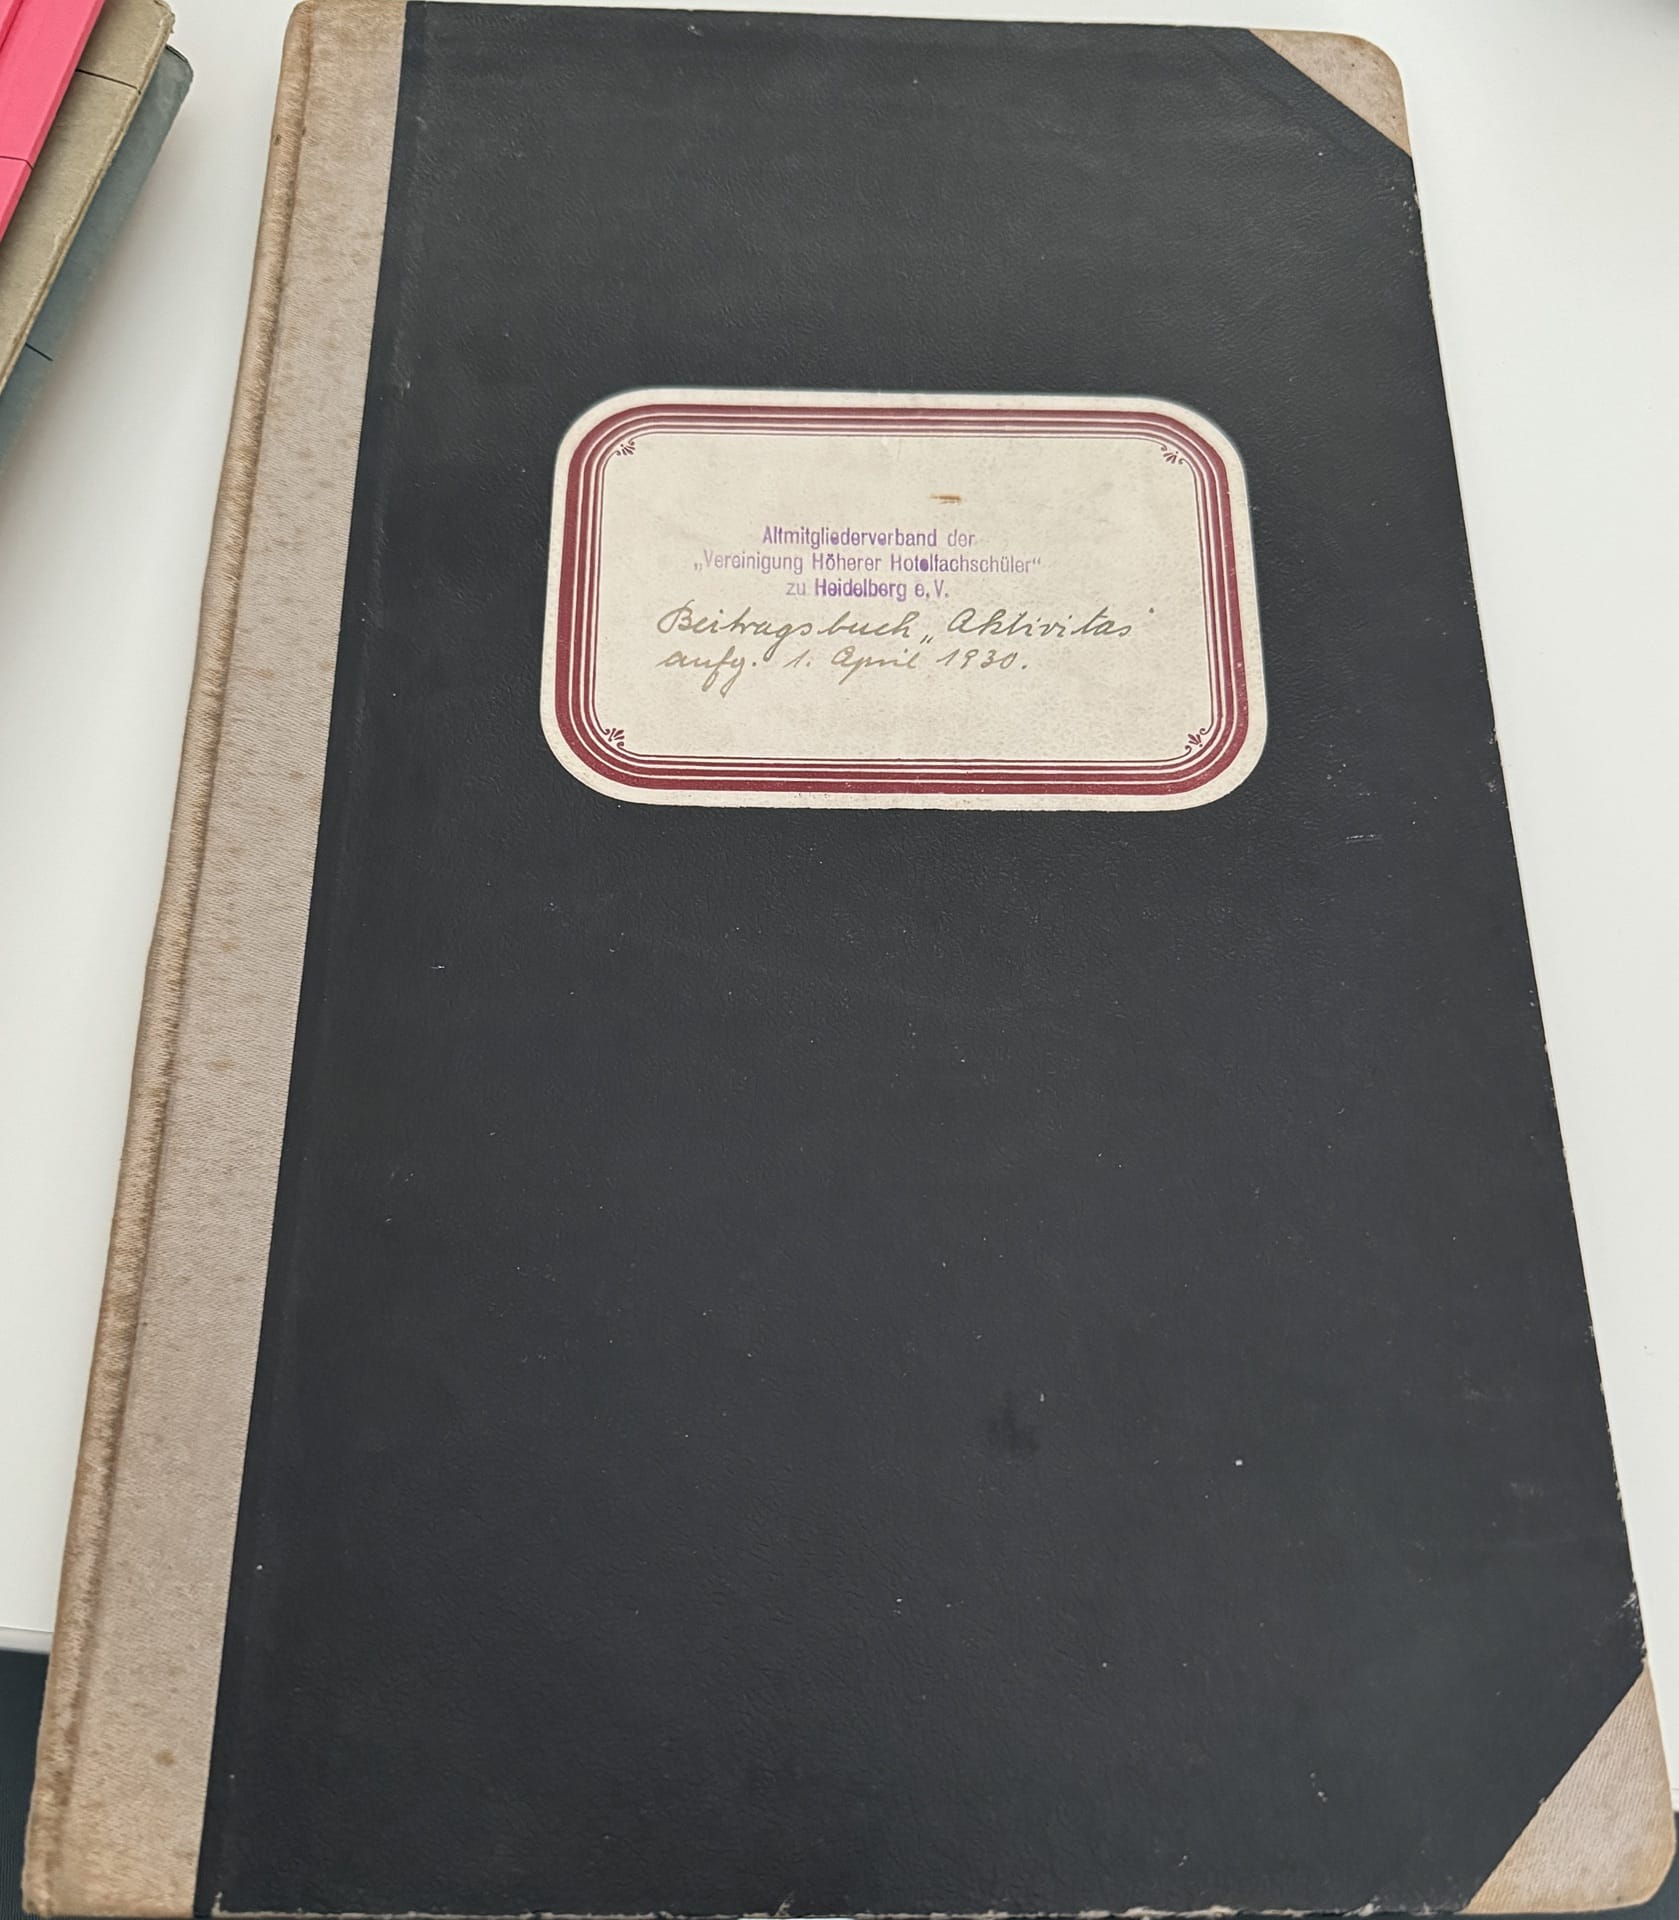 Altmitgliederverband der
„Vereinigung Höherer Hotelfachschüler“
zu Heidelberg e.V.
Beitragsbuch „Aktivitas“
aufg. 1. April 1930.